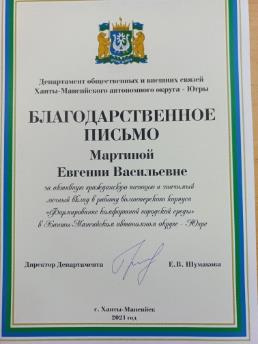 Департамент общественных и внешних связей
Ханты-Мансийского автономного округа - Югры
БЛАГОДАРСТВЕННОЕ
ПИСЬМО
Мартиной
Евгении Васильевне
за активную гражданскую позицию и значимый
личный вклад в работу волонтерского корпуса
«Формирование комфортной городской среды»
в Ханты-Мансийском автономном округе - Югре
Директор Департамента
Е.В. Шумакова
г. Ханты-Мансийск
2021 год